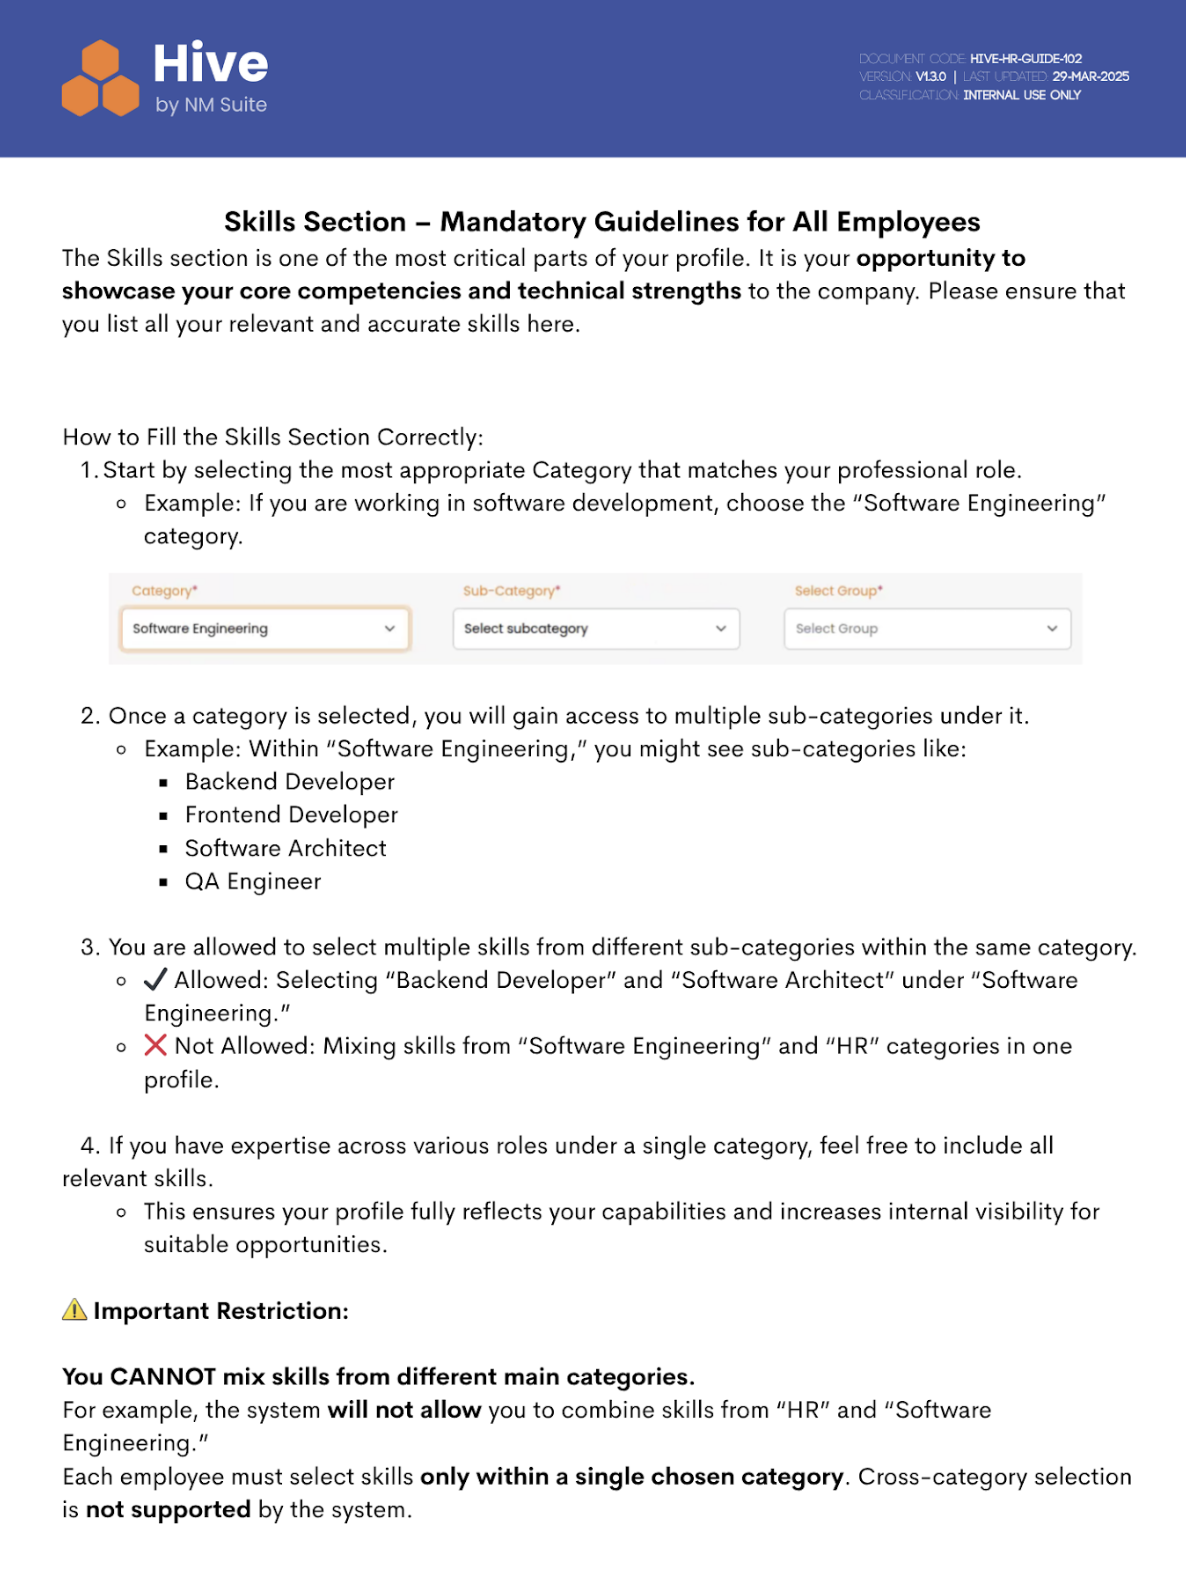 Hive
by NM Suite
DOCUMENT CODE: HIVE-HR-GUIDE-102
VERSION: V1.3.0 | LAST UPDATED: 29-MAR-2025
CLASSIFICATION: INTERNAL USE ONLY
Skills Section – Mandatory Guidelines for All Employees
The Skills section is one of the most critical parts of your profile. It is your opportunity to
showcase your core competencies and technical strengths to the company. Please ensure that
you list all your relevant and accurate skills here.
How to Fill the Skills Section Correctly:
1. Start by selecting the most appropriate Category that matches your professional role.
○ Example: If you are working in software development, choose the “Software Engineering”
category.
Category* Sub-Category* Select Group*
Software Engineering Select subcategory Select Group
2. Once a category is selected, you will gain access to multiple sub-categories under it.
○ Example: Within “Software Engineering,” you might see sub-categories like:
▪ Backend Developer
▪ Frontend Developer
▪ Software Architect
▪ QA Engineer
3. You are allowed to select multiple skills from different sub-categories within the same category.
○ ✔ Allowed: Selecting “Backend Developer” and “Software Architect” under “Software
Engineering.”
○ ❌ Not Allowed: Mixing skills from “Software Engineering” and “HR” categories in one
profile.
4. If you have expertise across various roles under a single category, feel free to include all
relevant skills.
○ This ensures your profile fully reflects your capabilities and increases internal visibility for
suitable opportunities.
⚠ Important Restriction:
You CANNOT mix skills from different main categories.
For example, the system will not allow you to combine skills from “HR” and “Software
Engineering.”
Each employee must select skills only within a single chosen category. Cross-category selection
is not supported by the system.